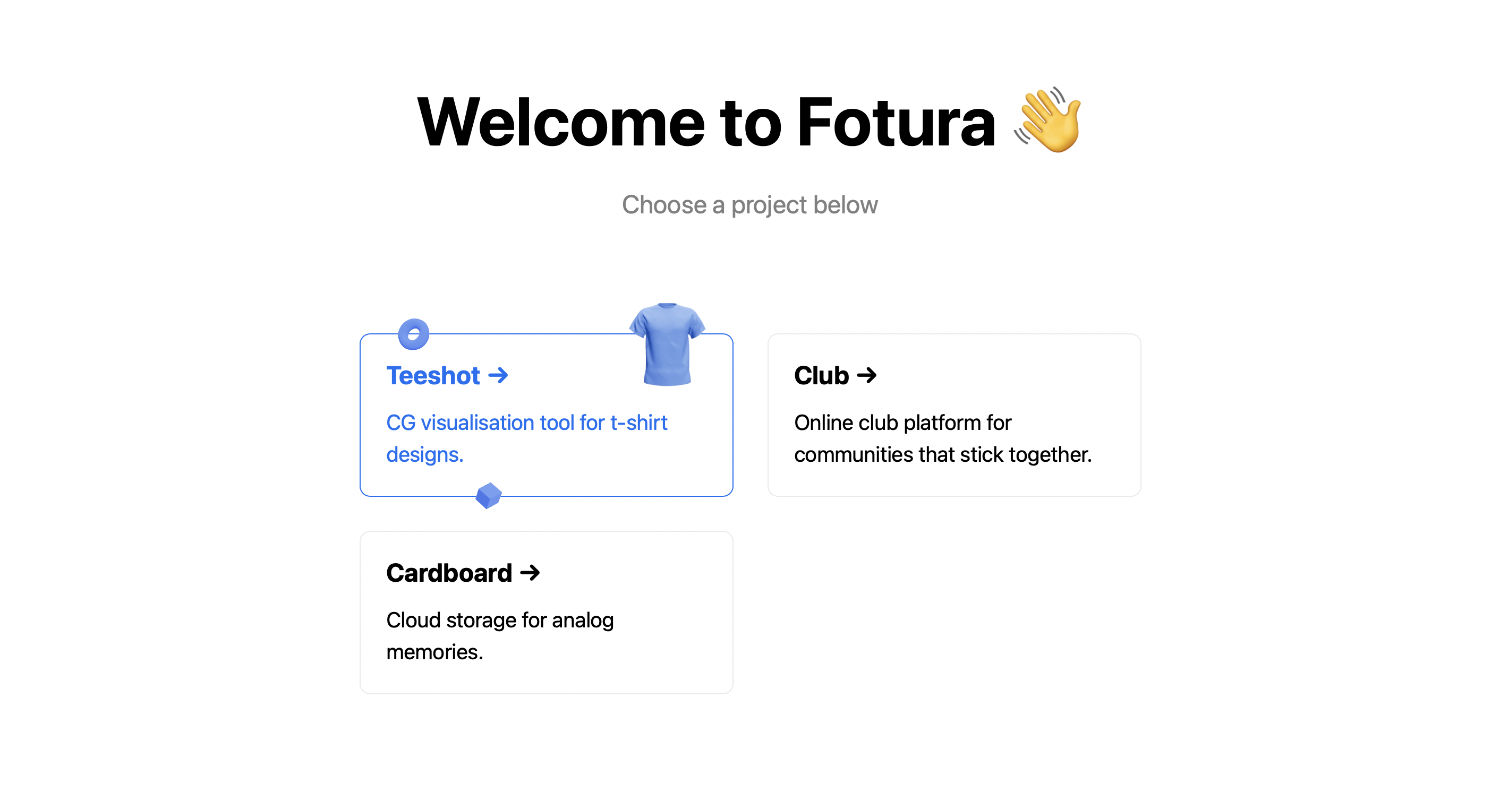 Welcome to Fotura 👋
Choose a project below
Teeshot →
CG visualisation tool for t-shirt
designs.
Club →
Online club platform for
communities that stick together.
Cardboard →
Cloud storage for analog
memories.